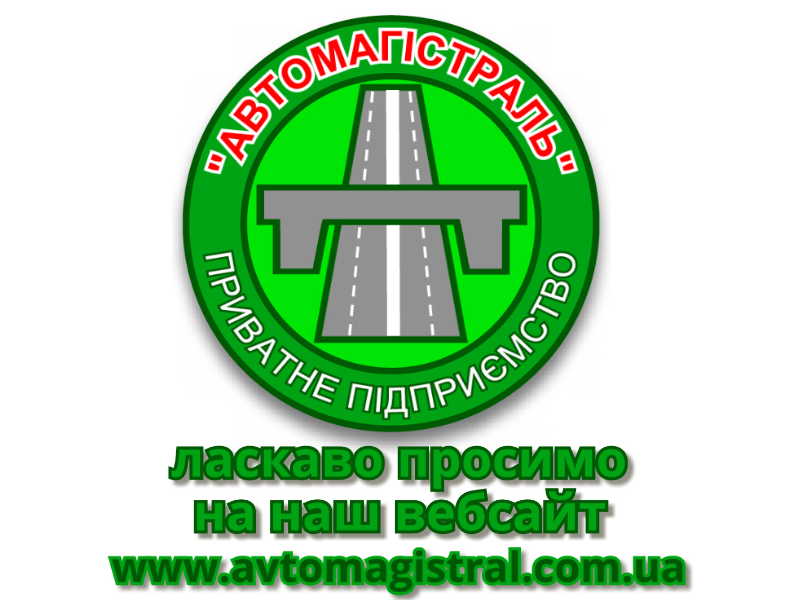 "АВТОМАГІСТРАЛЬ"
ПРИВАТНЕ ПІДПРИЄМСТВО
ласкаво просимо
на наш вебсайт
www.avtomagistral.com.ua